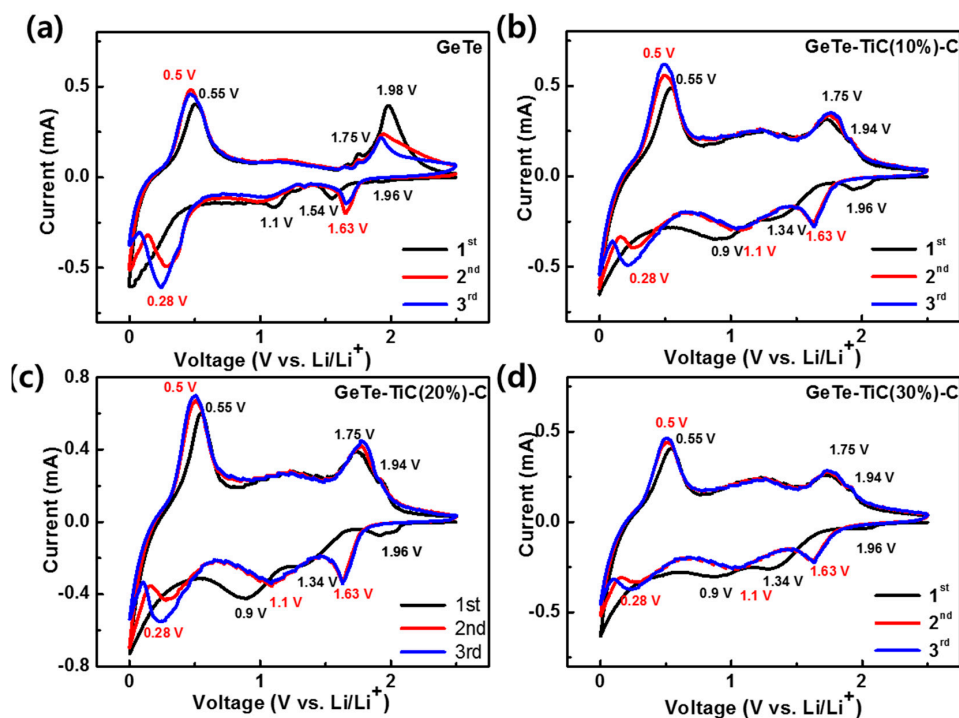 (a)
GeTe
0.5 V
0.55 V
1.98 V
1.75 V
1.1 V
1.54 V
1.63 V
1.96 V
0.28 V
1st
2nd
3rd
0.5
0.0
-0.5
0
1
2
Current (mA)
Voltage (V vs. Li/Li+)
(b)
GeTe-TiC(10%)-C
0.5 V
0.55 V
1.75 V
1.94 V
1.96 V
1.34 V
0.9 V
1.1 V
1.63 V
0.28 V
1st
2nd
3rd
0.5
0.0
-0.5
0
1
2
Current (mA)
Voltage (V vs. Li/Li+)
(c)
GeTe-TiC(20%)-C
0.5 V
0.55 V
1.75 V
1.94 V
1.96 V
1.34 V
1.63 V
0.9 V
1.1 V
0.28 V
1st
2nd
3rd
0.8
0.4
0.0
-0.4
-0.8
0
1
2
Current (mA)
Voltage (V vs. Li/Li+)
(d)
GeTe-TiC(30%)-C
0.5 V
0.55 V
1.75 V
1.94 V
1.96 V
1.63 V
1.34 V
0.9 V
1.1 V
0.28 V
1st
2nd
3rd
0.5
0.0
-0.5
0
1
2
Current (mA)
Voltage (V vs. Li/Li+)